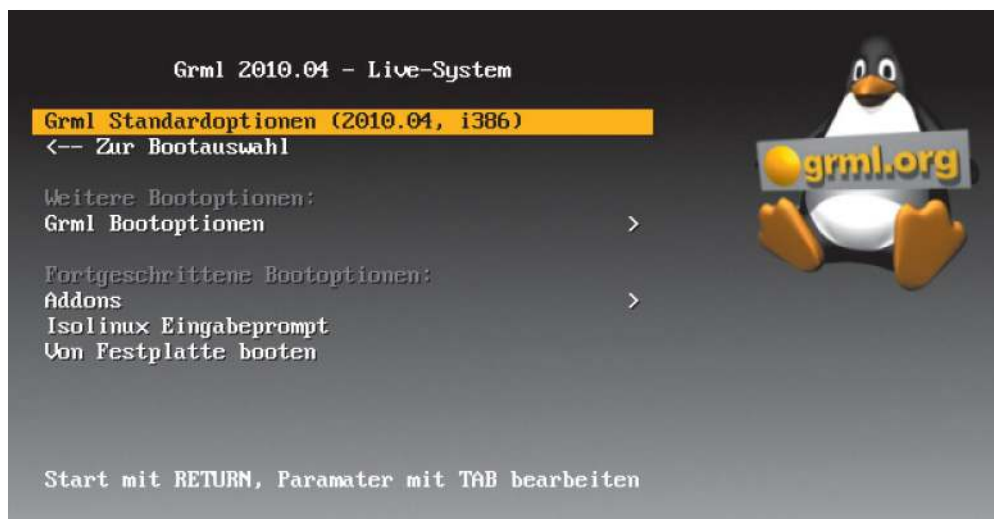 Grml 2010.04 - Live-System
Grml Standardoptionen (2010.04, i386)
<-- Zur Bootauswahl
grml.org
Weitere Bootoptionen:
Grml Bootoptionen >
Fortgeschrittene Bootoptionen:
Addons >
Isolinux Eingabeprompt
Von Festplatte booten
Start mit RETURN, Paramater mit TAB bearbeiten